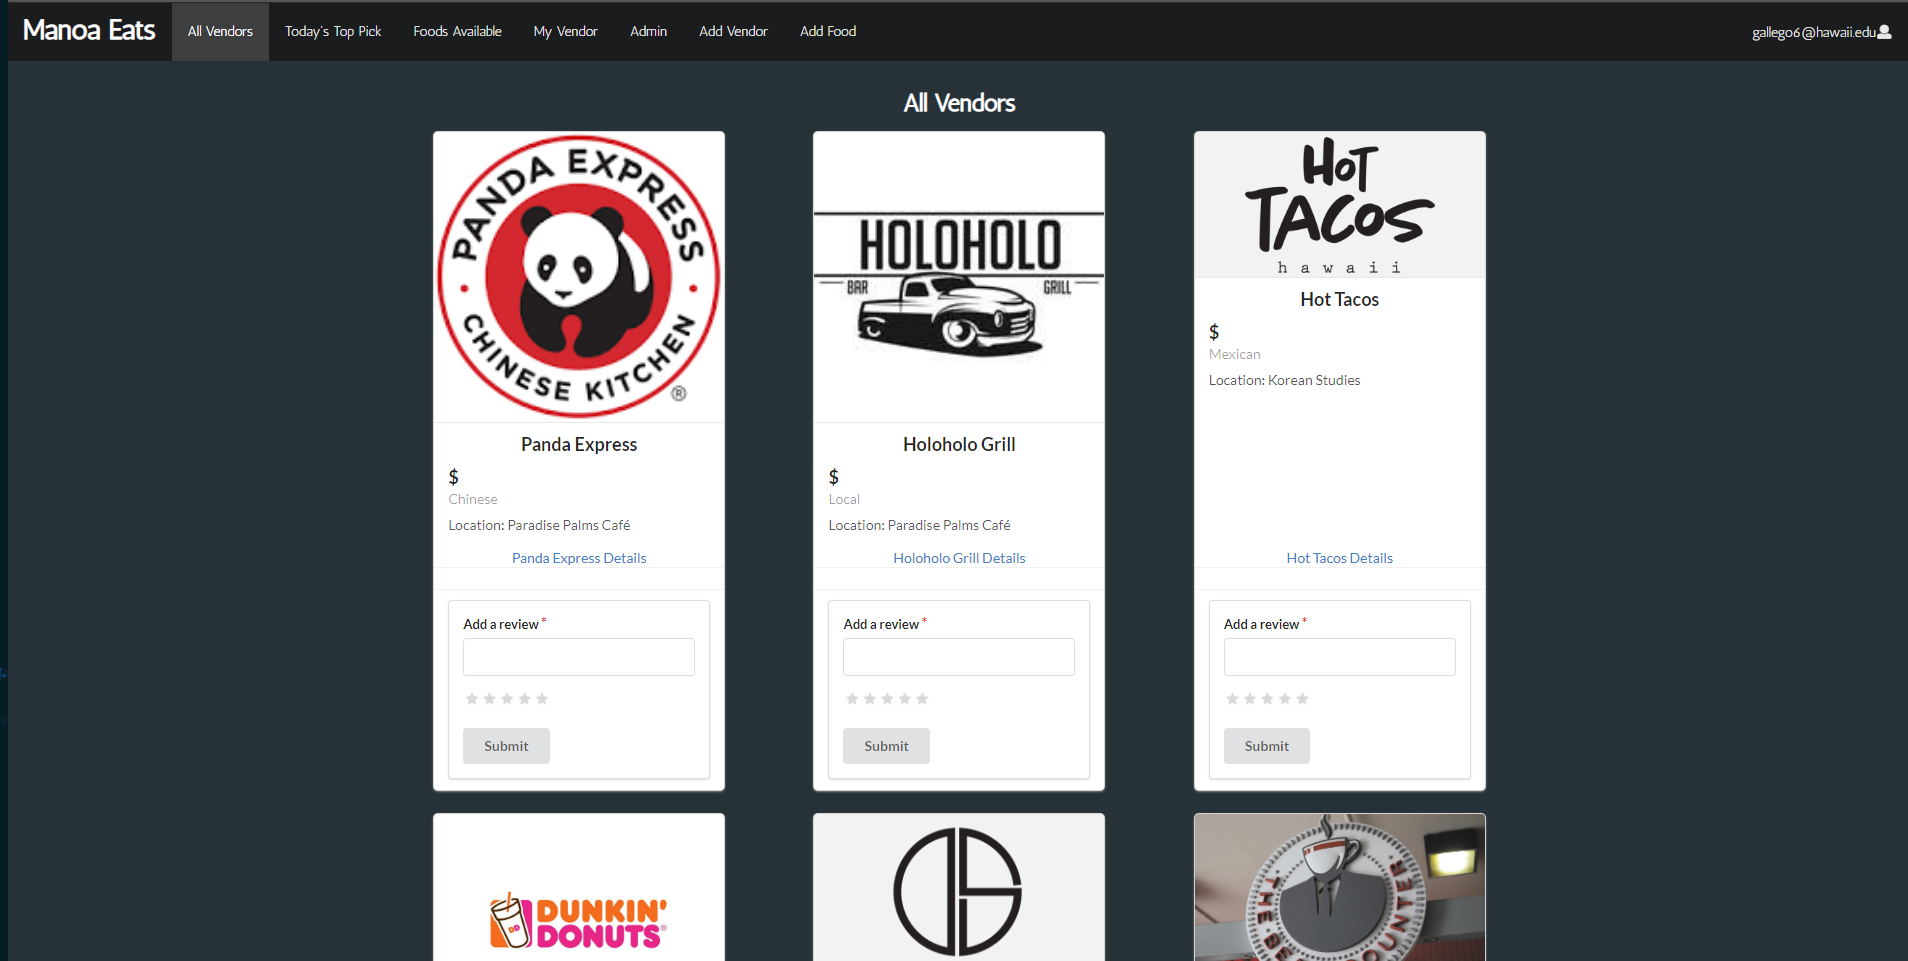 Manoa Eats All Vendors Today's Top Pick Foods Available My Vendor Admin Add Vendor Add Food gallego6@hawaii.edu
All Vendors
PANDA EXPRESS
CHINESE KITCHEN
®
Panda Express
$
Chinese
Location: Paradise Palms Café
Panda Express Details
Add a review *
Submit
HOLOHOLO
BAR GRILL
Holoholo Grill
$
Local
Location: Paradise Palms Café
Holoholo Grill Details
Add a review *
Submit
HOT
TACOS
hawaii
Hot Tacos
$
Mexican
Location: Korean Studies
Hot Tacos Details
Add a review *
Submit
DD
DUNKIN'
DONUTS®
THE